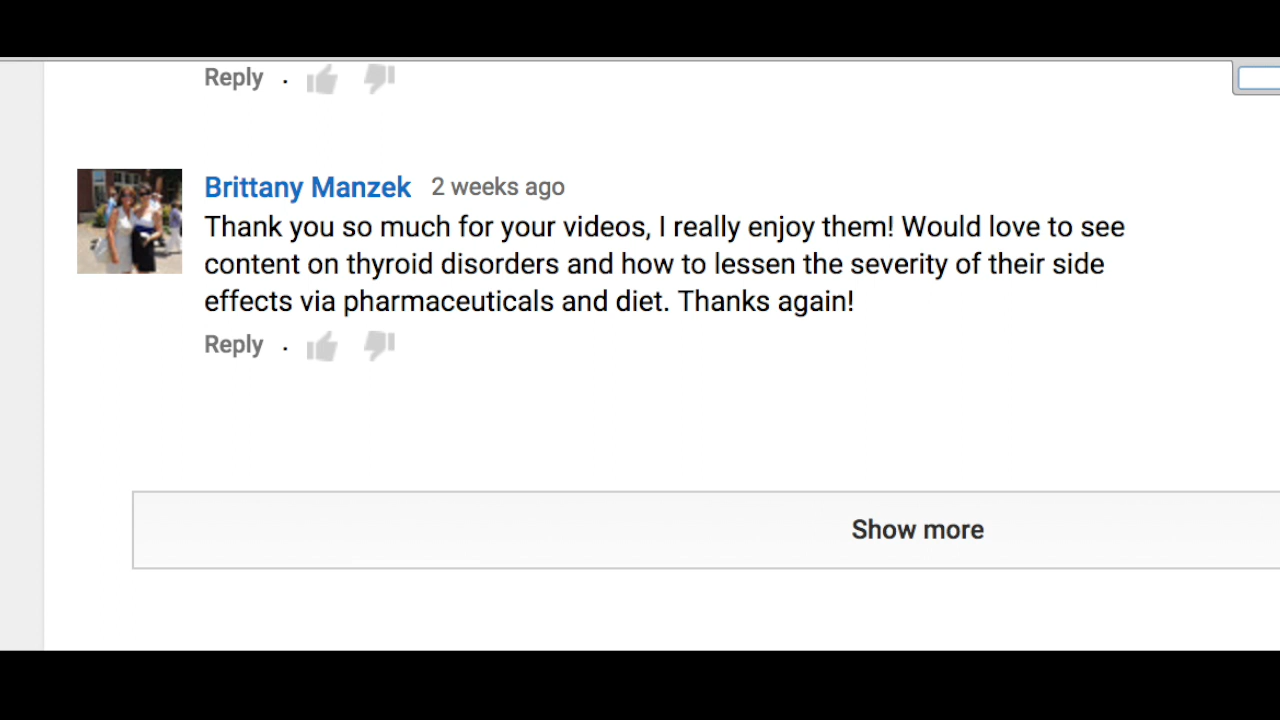 Reply .
Brittany Manzek 2 weeks ago
Thank you so much for your videos, I really enjoy them! Would love to see
content on thyroid disorders and how to lessen the severity of their side
effects via pharmaceuticals and diet. Thanks again!
Reply .
Show more